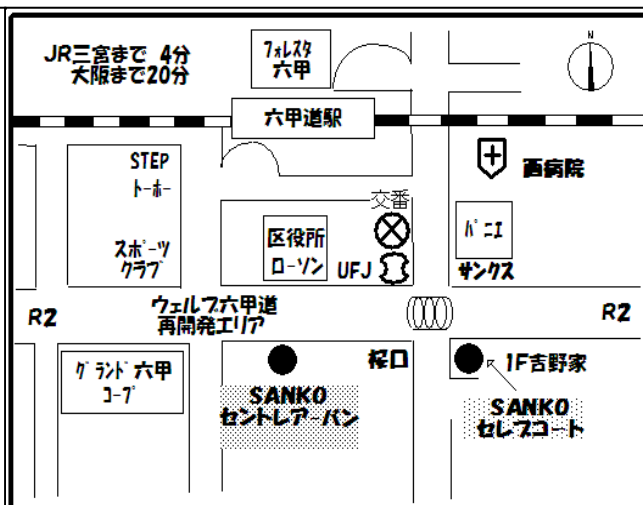 JR三宮まで 4分
大阪まで20分
フォレスタ
六甲
N
六甲道駅
STEP
トーホー
西病院
交番
区役所
ローソン
パニエ
スポーツ
クラブ
UFJ
サンクス
R2
ウェルブ六甲道
再開発エリア
R2
グランド六甲
コープ
桜口
1F吉野家
SANKO
セントレアーバン
SANKO
セレブコート